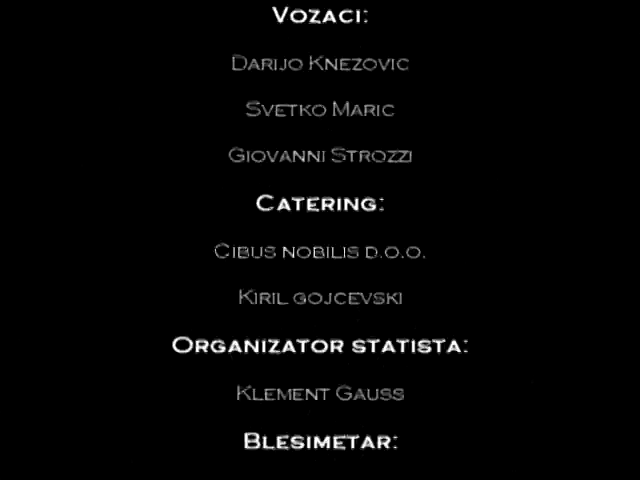 Vozaci:
Darijo Knezovic
Svetko Maric
Giovanni Strozzi
Catering:
Cibus nobilis d.o.o.
Kiril gojcevski
Organizator statista:
Klement Gauss
Blesimetar: